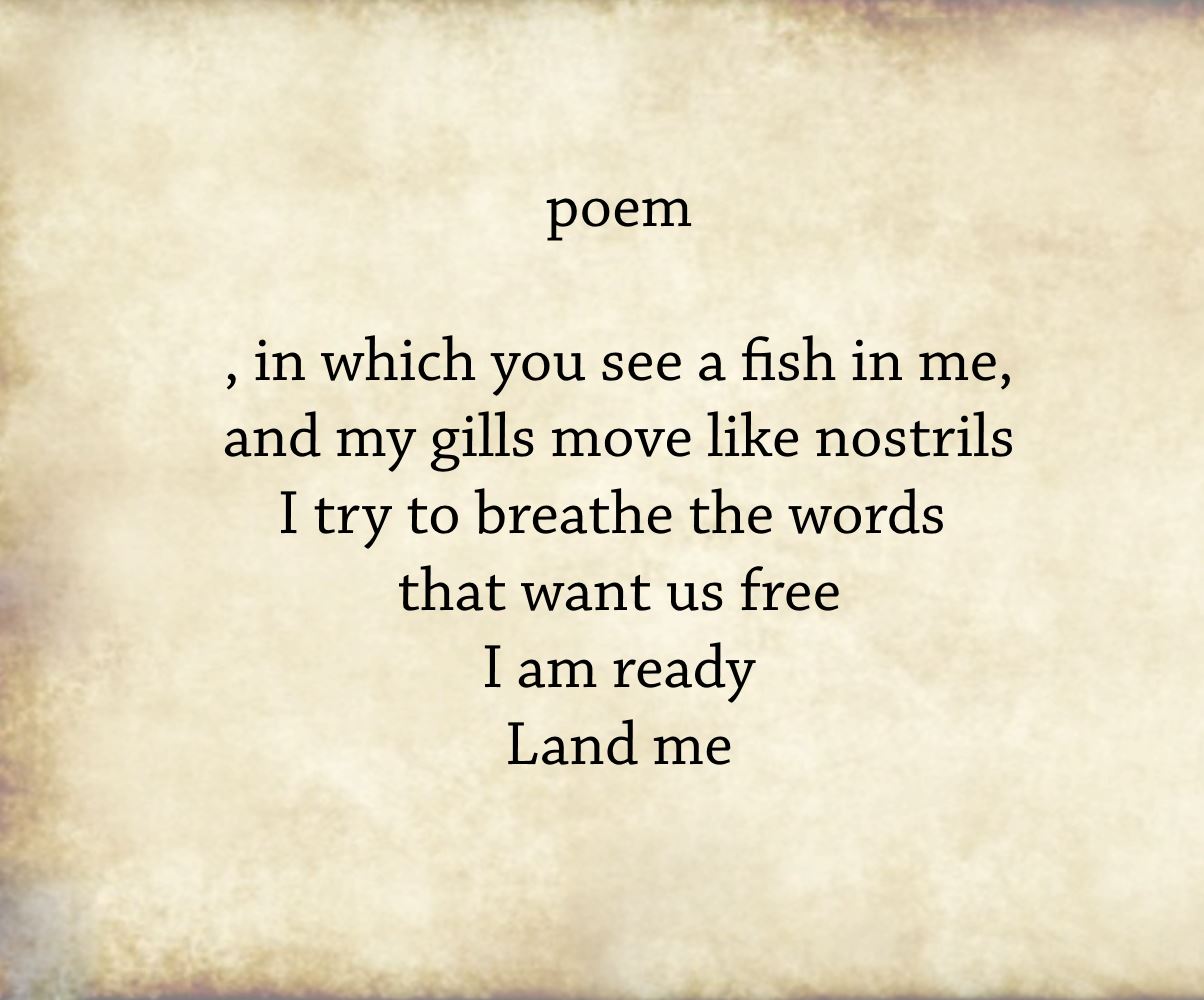 poem
, in which you see a fish in me,
and my gills move like nostrils
I try to breathe the words
that want us free
I am ready
Land me